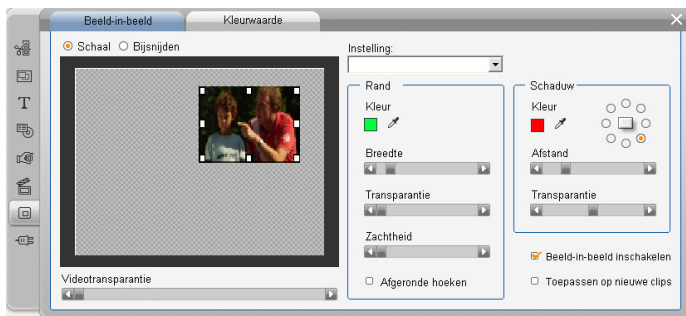 Beeld-in-beeld
Kleurwaarde
Schaal
Bijsnijden
Instelling:
Rand
Kleur
Breedte
Transparantie
Zachtheid
Afgeronde hoeken
Schaduw
Kleur
Afstand
Transparantie
Beeld-in-beeld inschakelen
Toepassen op nieuwe clips
Videotransparantie
T